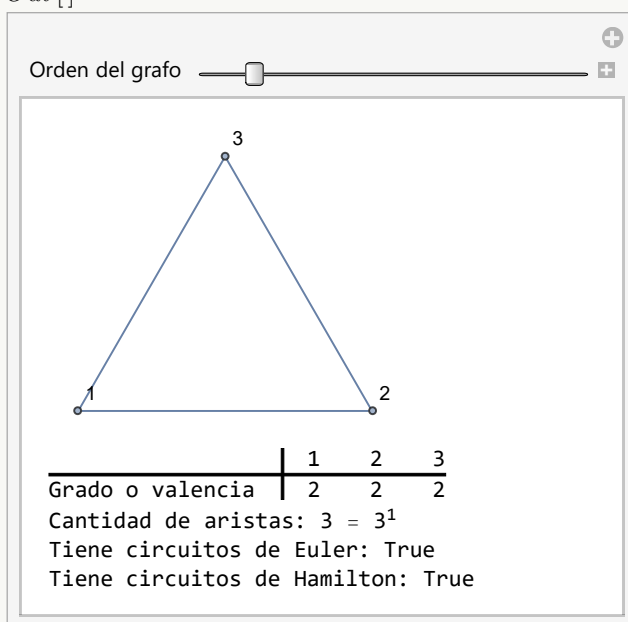 Out[]
Orden del grafo
3
1
2
1 2 3
Grado o valencia 2 2 2
Cantidad de aristas: 3 = 3¹
Tiene circuitos de Euler: True
Tiene circuitos de Hamilton: True